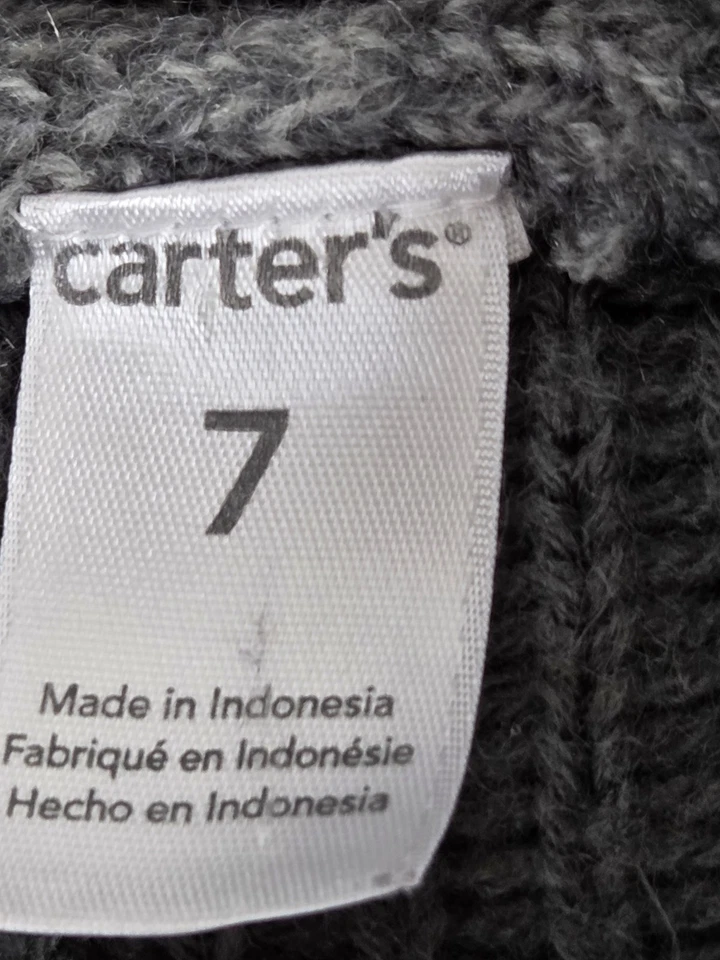 carter's®
7
Made in Indonesia
Fabriqué en Indonésie
Hecho en Indonesia